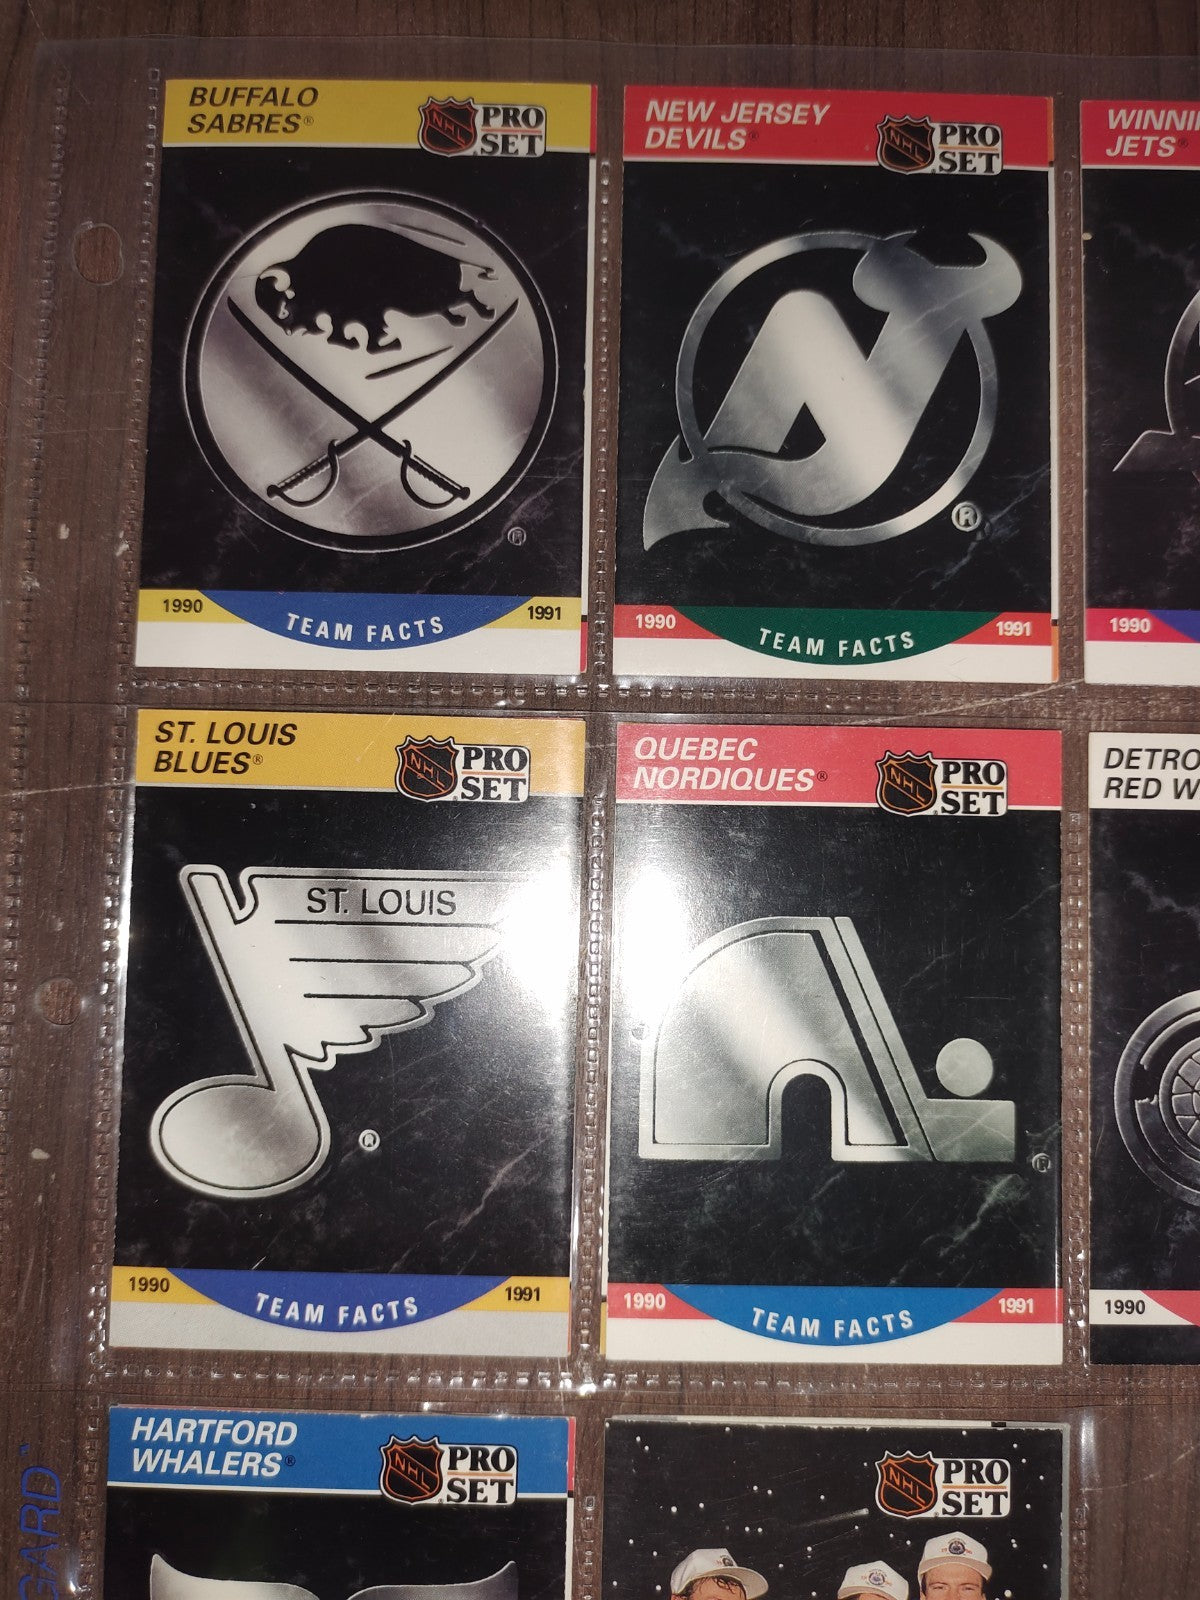 BUFFALO
SABRES®
NHL PRO
SET
®
1990 TEAM FACTS 1991
NEW JERSEY
DEVILS®
NHL PRO
SET
®
1990 TEAM FACTS 1991
JETS®
1990
ST. LOUIS
BLUES®
NHL PRO
SET
ST. LOUIS
®
1990 TEAM FACTS 1991
QUEBEC
NORDIQUES®
NHL PRO
SET
®
1990 TEAM FACTS 1991
DETRO
RED W
1990
HARTFORD
WHALERS®
NHL PRO
SET
NHL PRO
SET
GARD